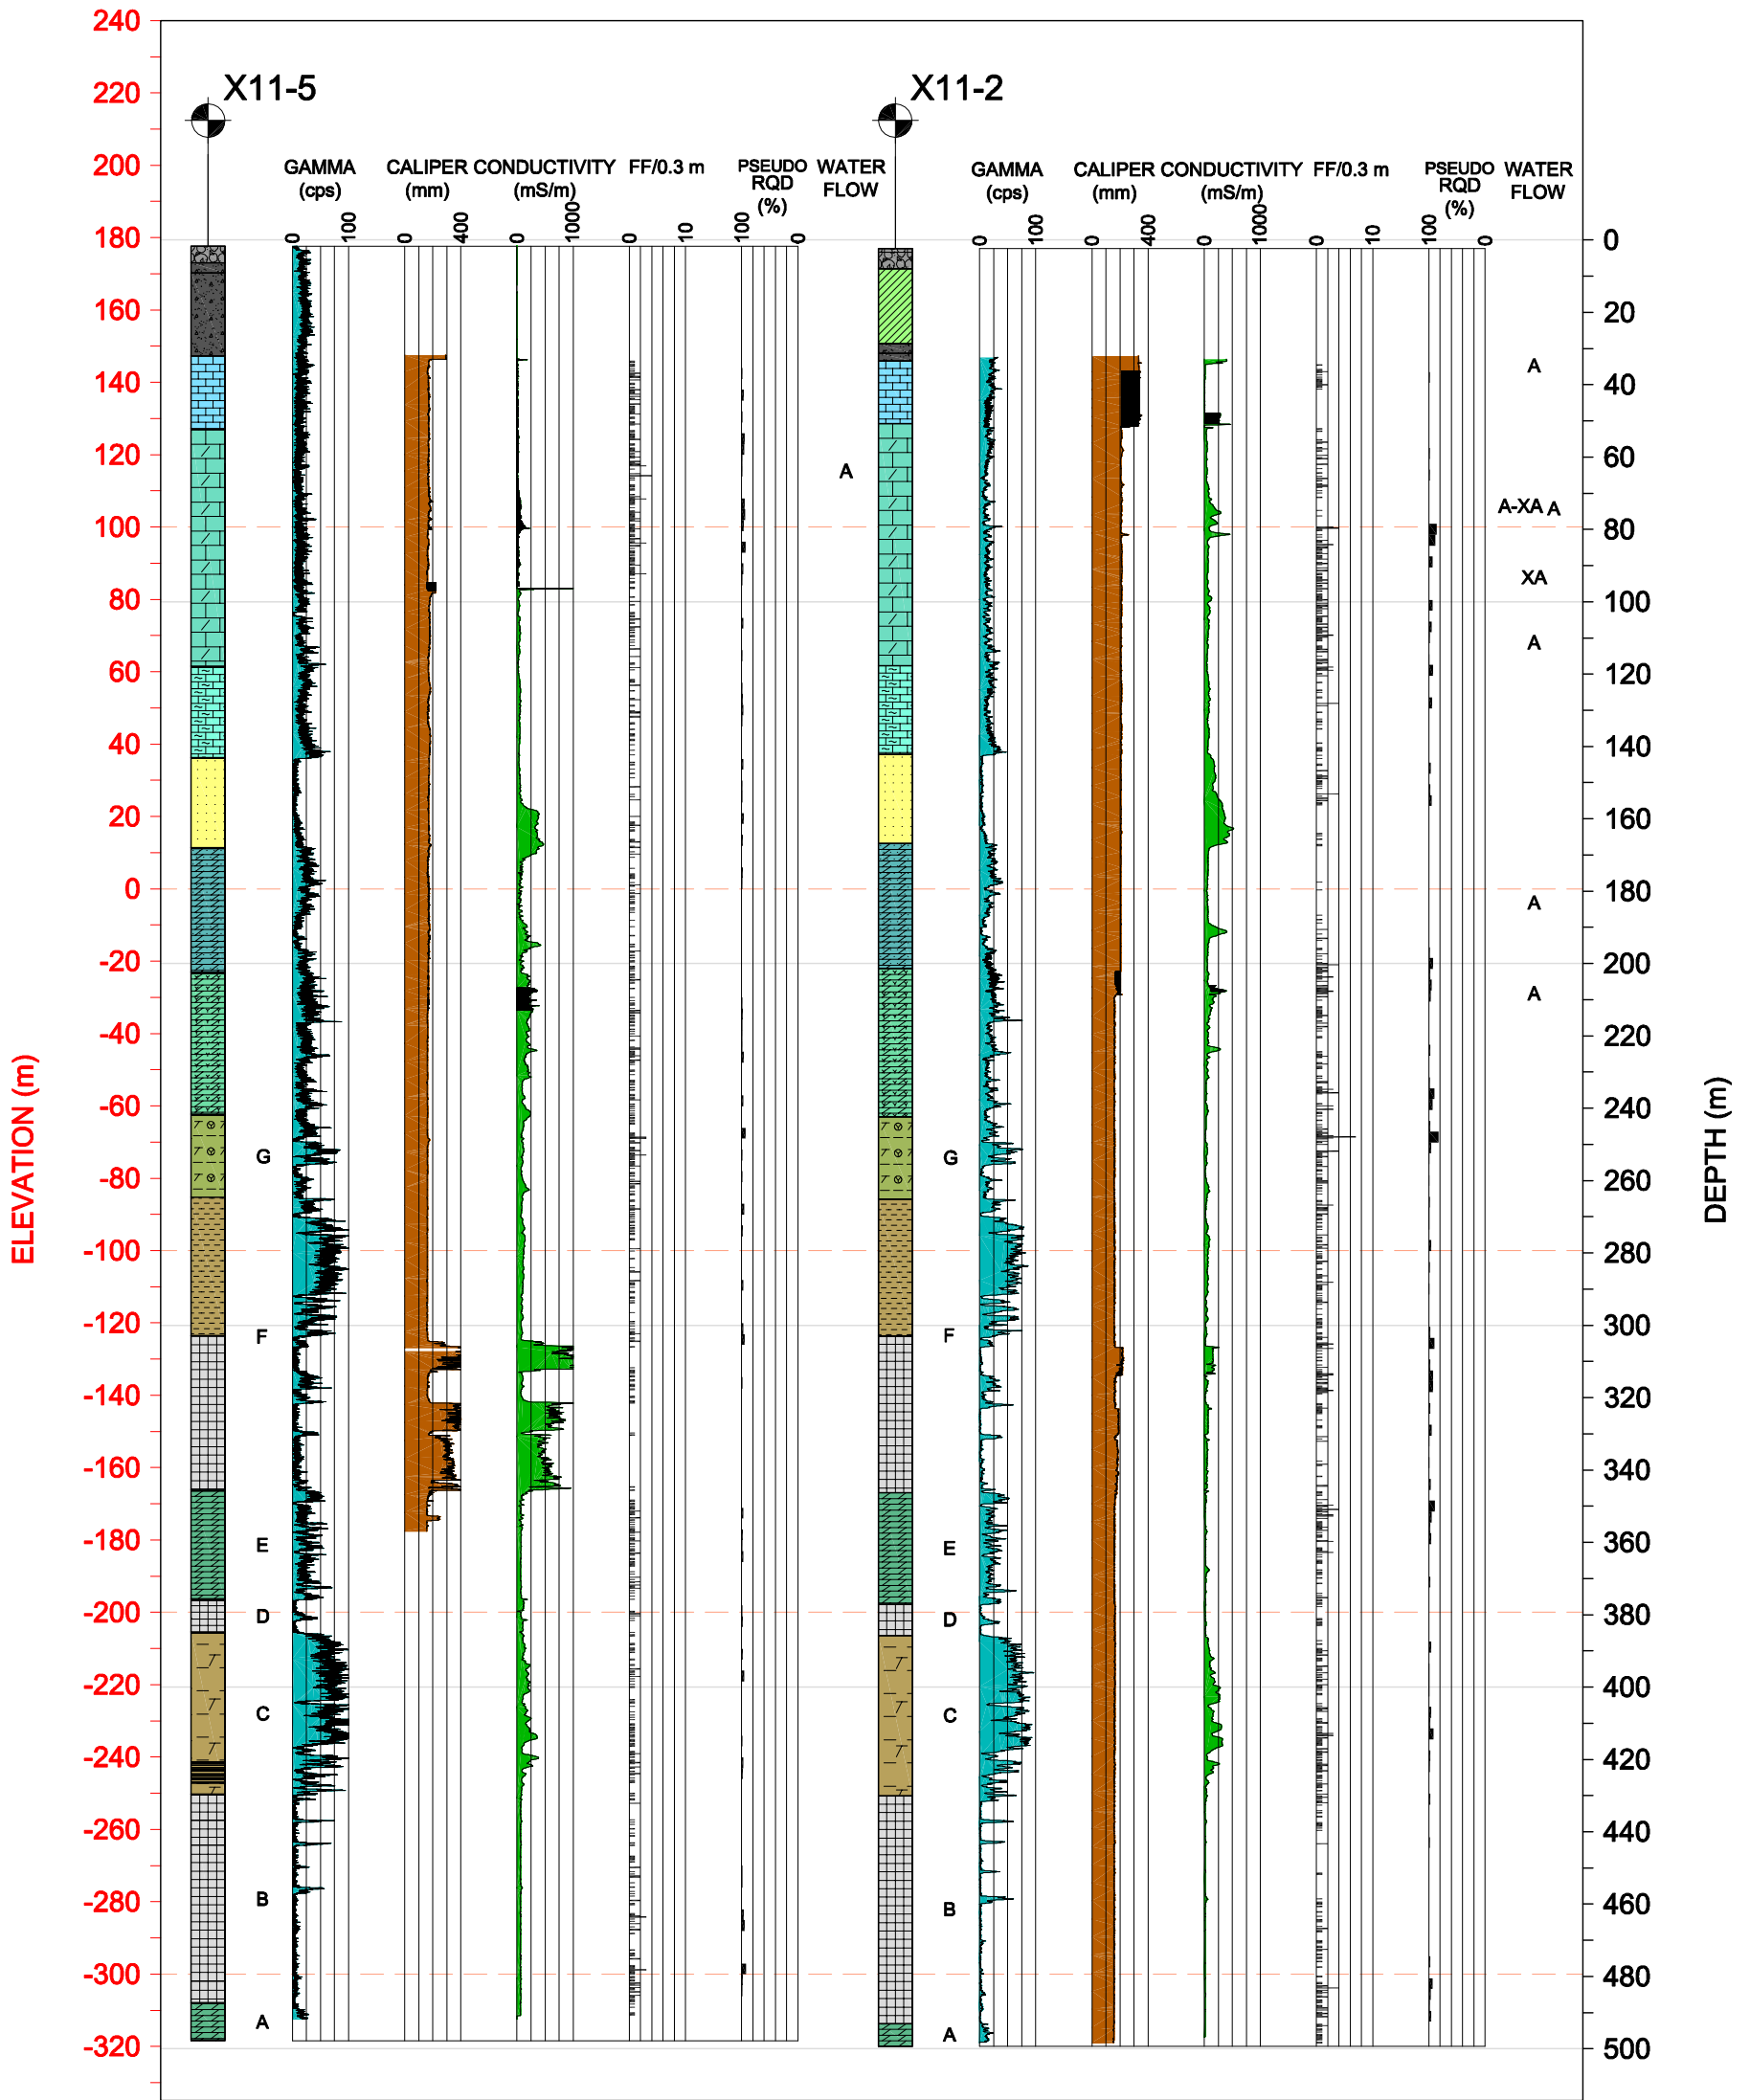 240
220
200
180
160
140
120
100
80
60
40
20
0
-20
-40
-60
-80
-100
-120
-140
-160
-180
-200
-220
-240
-260
-280
-300
-320
ELEVATION (m)
X11-5
GAMMA
(cps)
CALIPER
(mm)
CONDUCTIVITY
(mS/m)
FF/0.3 m
PSEUDO
RQD
(%)
WATER
FLOW
0 100
0 400
0 1000
0 10
100 0
A
G
F
E
D
C
B
A
X11-2
GAMMA
(cps)
CALIPER
(mm)
CONDUCTIVITY
(mS/m)
FF/0.3 m
PSEUDO
RQD
(%)
WATER
FLOW
0 100
0 400
0 1000
0 10
100 0
A
A-XA A
XA
A
A
A
G
F
E
D
C
B
A
0
20
40
60
80
100
120
140
160
180
200
220
240
260
280
300
320
340
360
380
400
420
440
460
480
500
DEPTH (m)